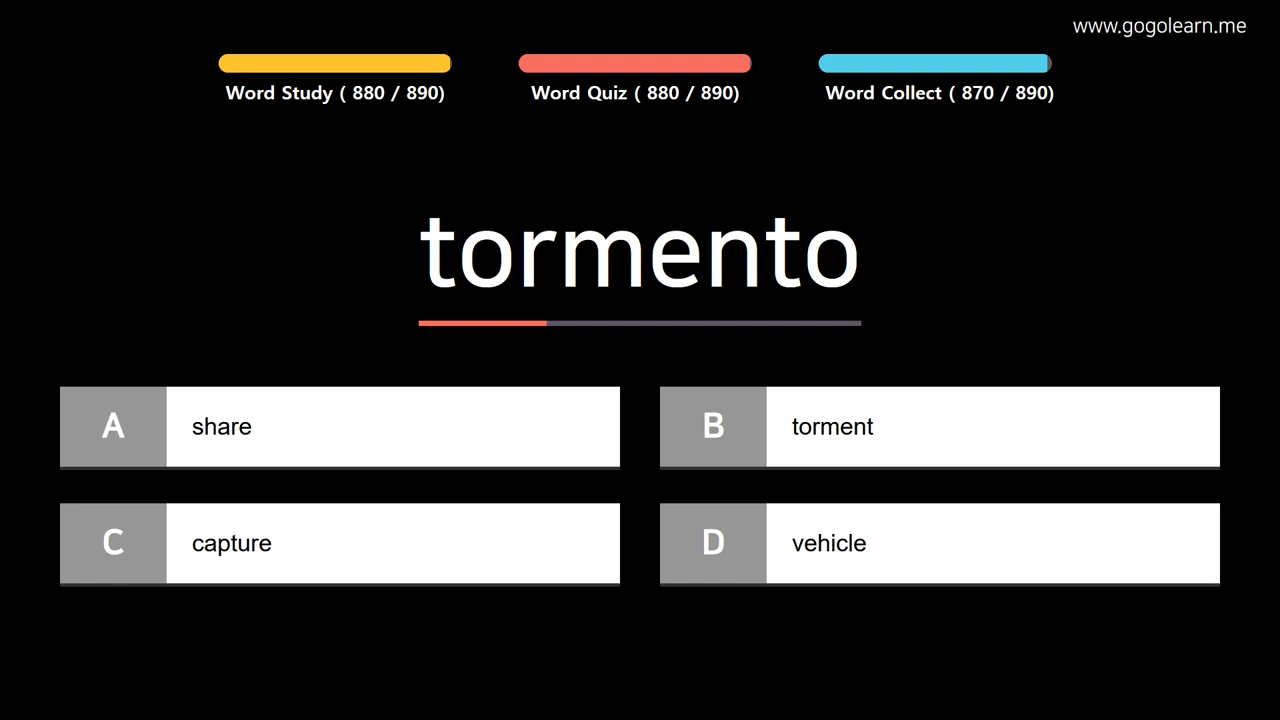 www.gogolearn.me
Word Study ( 880 / 890)
Word Quiz ( 880 / 890)
Word Collect ( 870 / 890)
tormento
A share
B torment
C capture
D vehicle